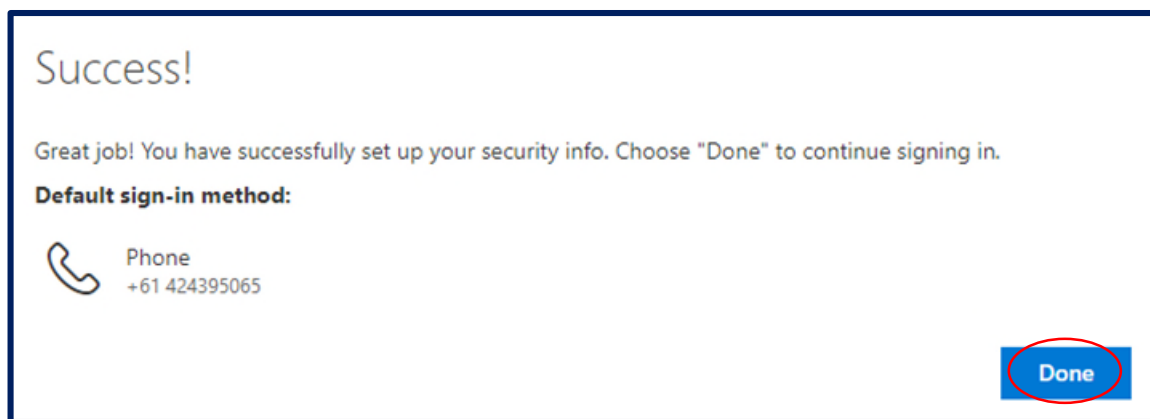 Success!
Great job! You have successfully set up your security info. Choose "Done" to continue signing in.
Default sign-in method:
Phone
+61 424395065
Done